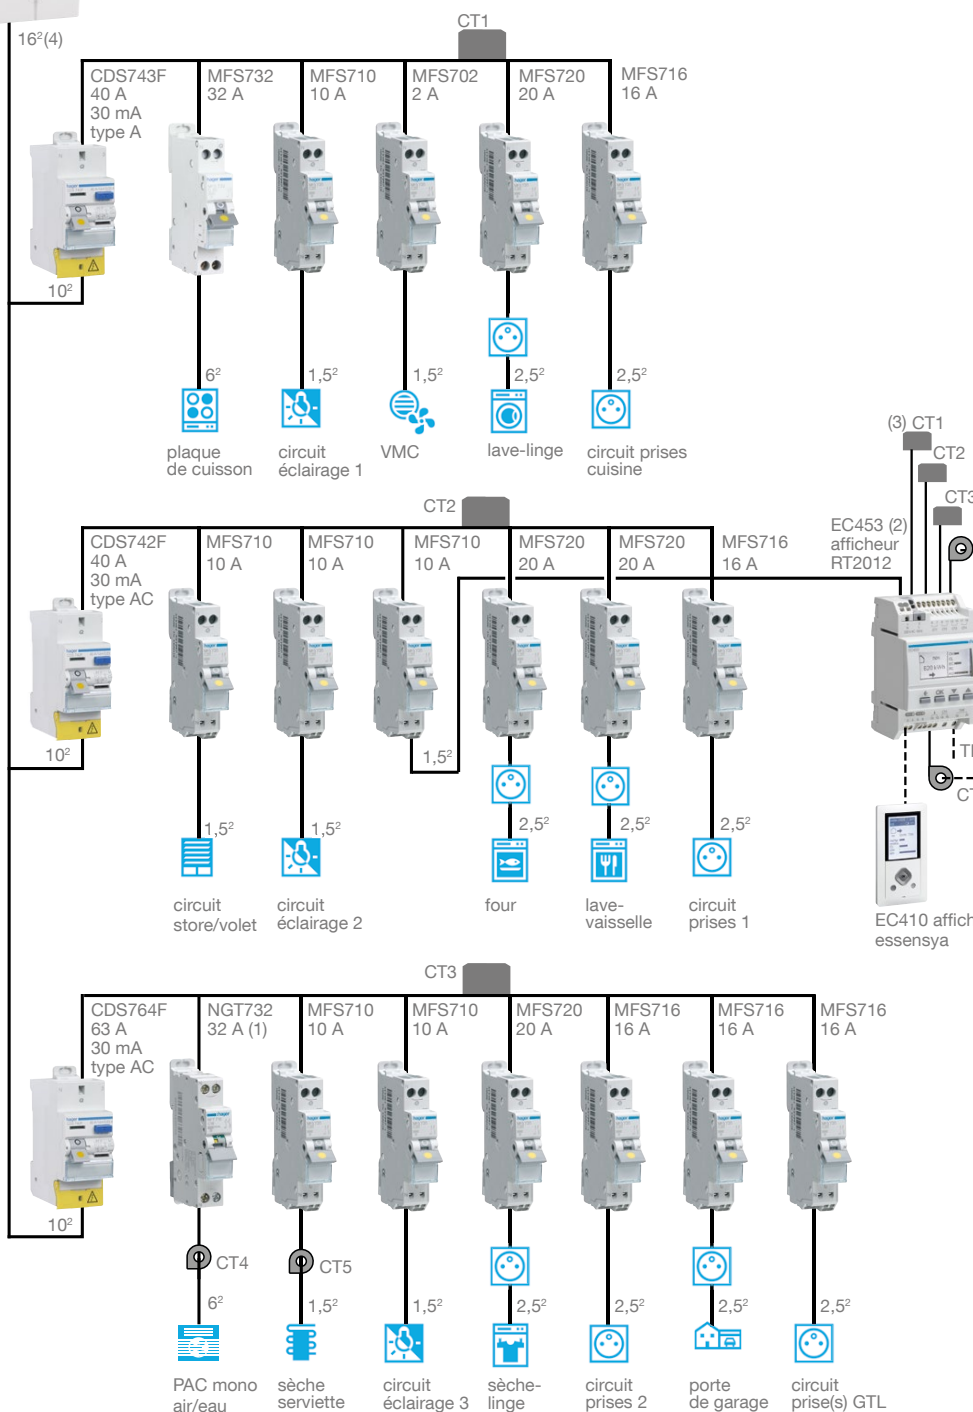 16²(4)
CT1
CDS743F
40 A
30 mA
type A
MFS732
32 A
MFS710
10 A
MFS702
2 A
MFS720
20 A
MFS716
16 A
10²
6²
1,5²
1,5²
2,5²
2,5²
plaque
de cuisson
circuit
éclairage 1
VMC
lave-linge
circuit prises
cuisine
(3) CT1
CT2
CT3
EC453 (2)
afficheur
RT2012
CT2
CDS742F
40 A
30 mA
type AC
MFS710
10 A
MFS710
10 A
MFS710
10 A
MFS720
20 A
MFS720
20 A
MFS716
16 A
10²
1,5²
1,5²
1,5²
2,5²
2,5²
2,5²
circuit
store/volet
circuit
éclairage 2
four
lave-
vaisselle
circuit
prises 1
OK
CT
EC410 affich
essensya
CT3
CDS764F
63 A
30 mA
type AC
NGT732
32 A (1)
MFS710
10 A
MFS710
10 A
MFS720
20 A
MFS716
16 A
MFS716
16 A
MFS716
16 A
10²
CT4
CT5
6²
1,5²
1,5²
2,5²
2,5²
2,5²
2,5²
PAC mono
air/eau
sèche
serviette
circuit
éclairage 3
sèche-
linge
circuit
prises 2
porte
de garage
circuit
prise(s) GTL